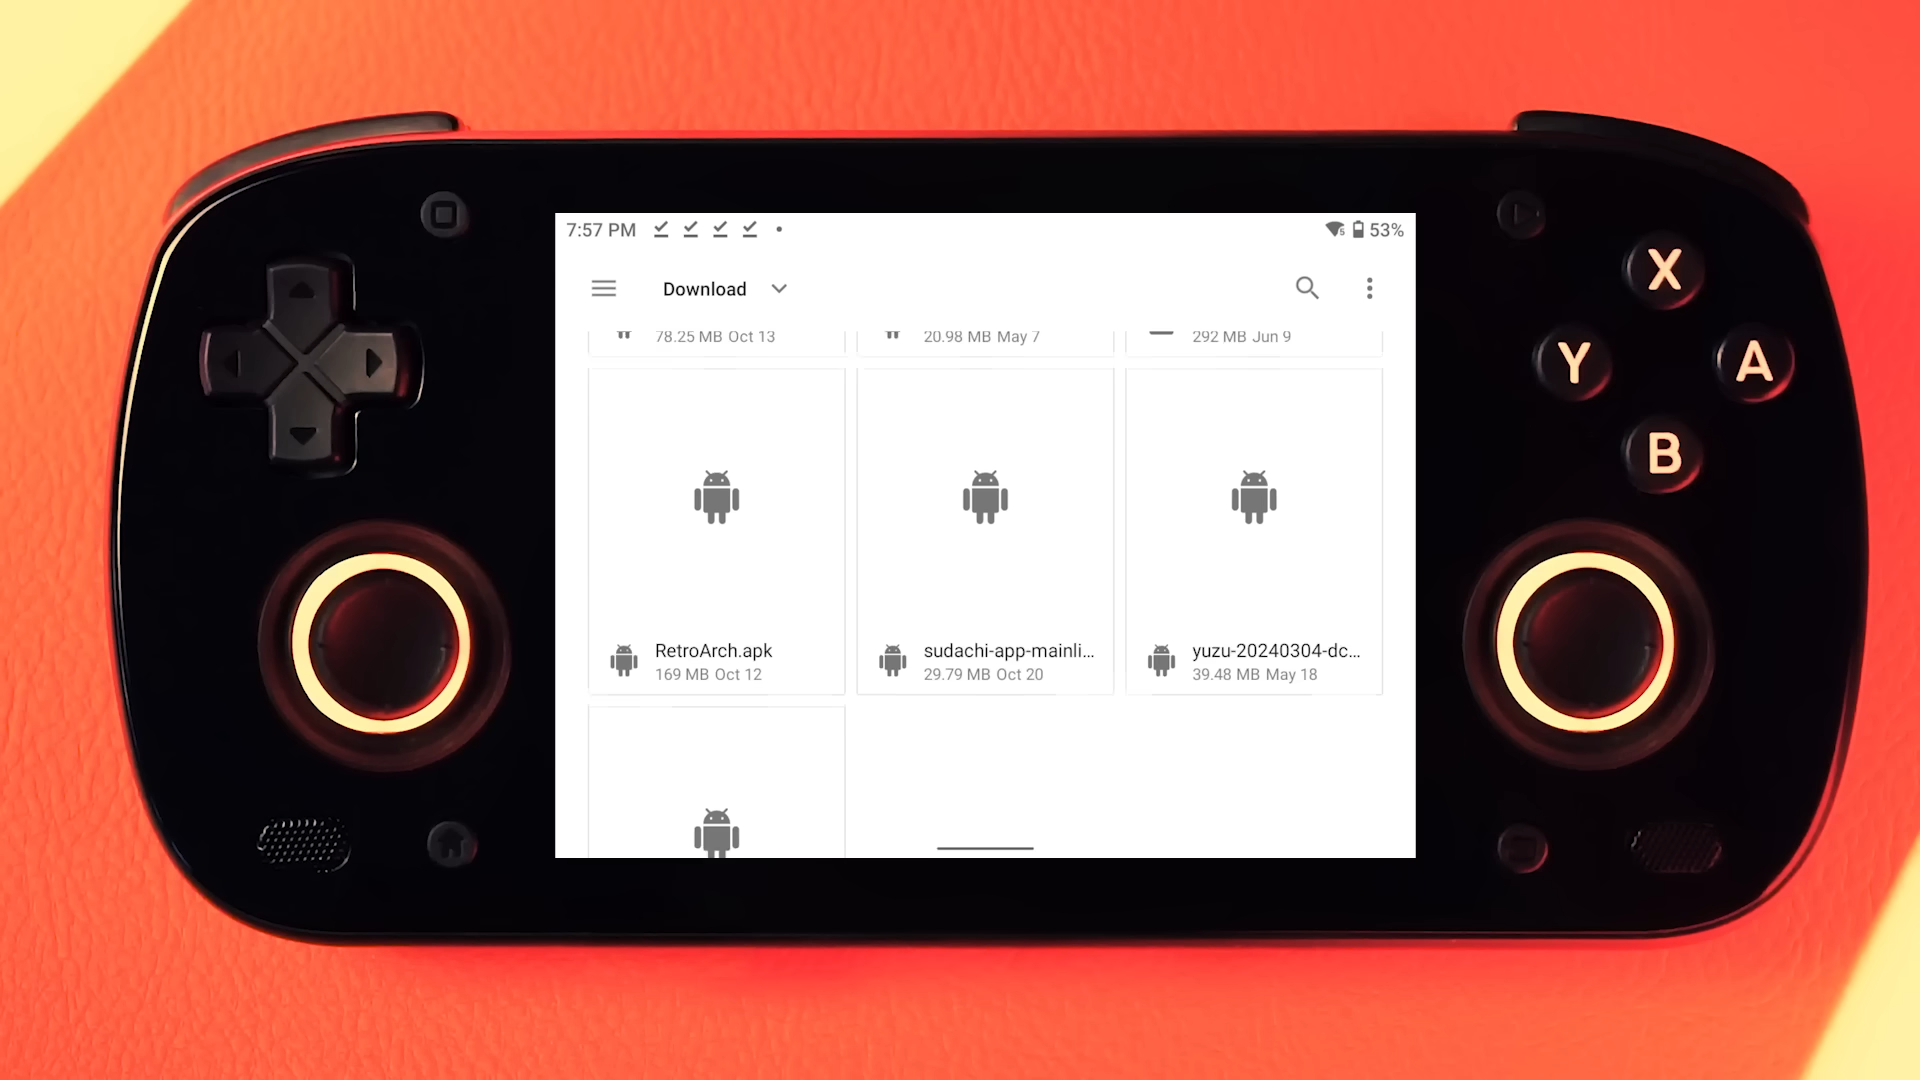 7:57 PM 53%
Download
78.25 MB Oct 13 20.98 MB May 7 292 MB Jun 9
RetroArch.apk sudachi-app-mainli... yuzu-20240304-dc...
169 MB Oct 12 29.79 MB Oct 20 39.48 MB May 18
X
Y A
B